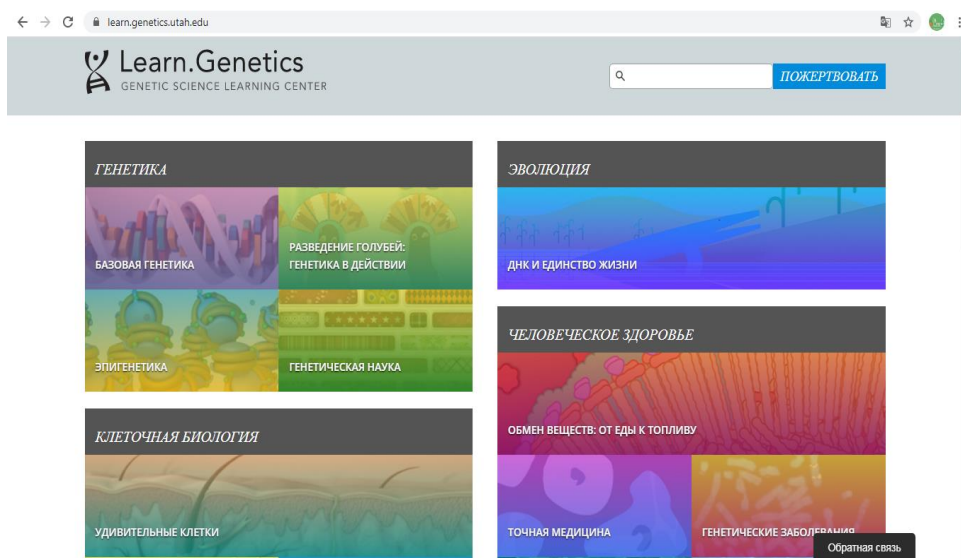 learn.genetics.utah.edu
Learn.Genetics
GENETIC SCIENCE LEARNING CENTER
ПОЖЕРТВОВАТЬ
ГЕНЕТИКА
БАЗОВАЯ ГЕНЕТИКА
РАЗВЕДЕНИЕ ГОЛУБЕЙ:
ГЕНЕТИКА В ДЕЙСТВИИ
ЭПИГЕНЕТИКА
ГЕНЕТИЧЕСКАЯ НАУКА
КЛЕТОЧНАЯ БИОЛОГИЯ
УДИВИТЕЛЬНЫЕ КЛЕТКИ
ЭВОЛЮЦИЯ
ДНК И ЕДИНСТВО ЖИЗНИ
ЧЕЛОВЕЧЕСКОЕ ЗДОРОВЬЕ
ОБМЕН ВЕЩЕСТВ: ОТ ЕДЫ К ТОПЛИВУ
ТОЧНАЯ МЕДИЦИНА
ГЕНЕТИЧЕСКИЕ ЗАБОЛЕВАНИЯ
Обратная связь